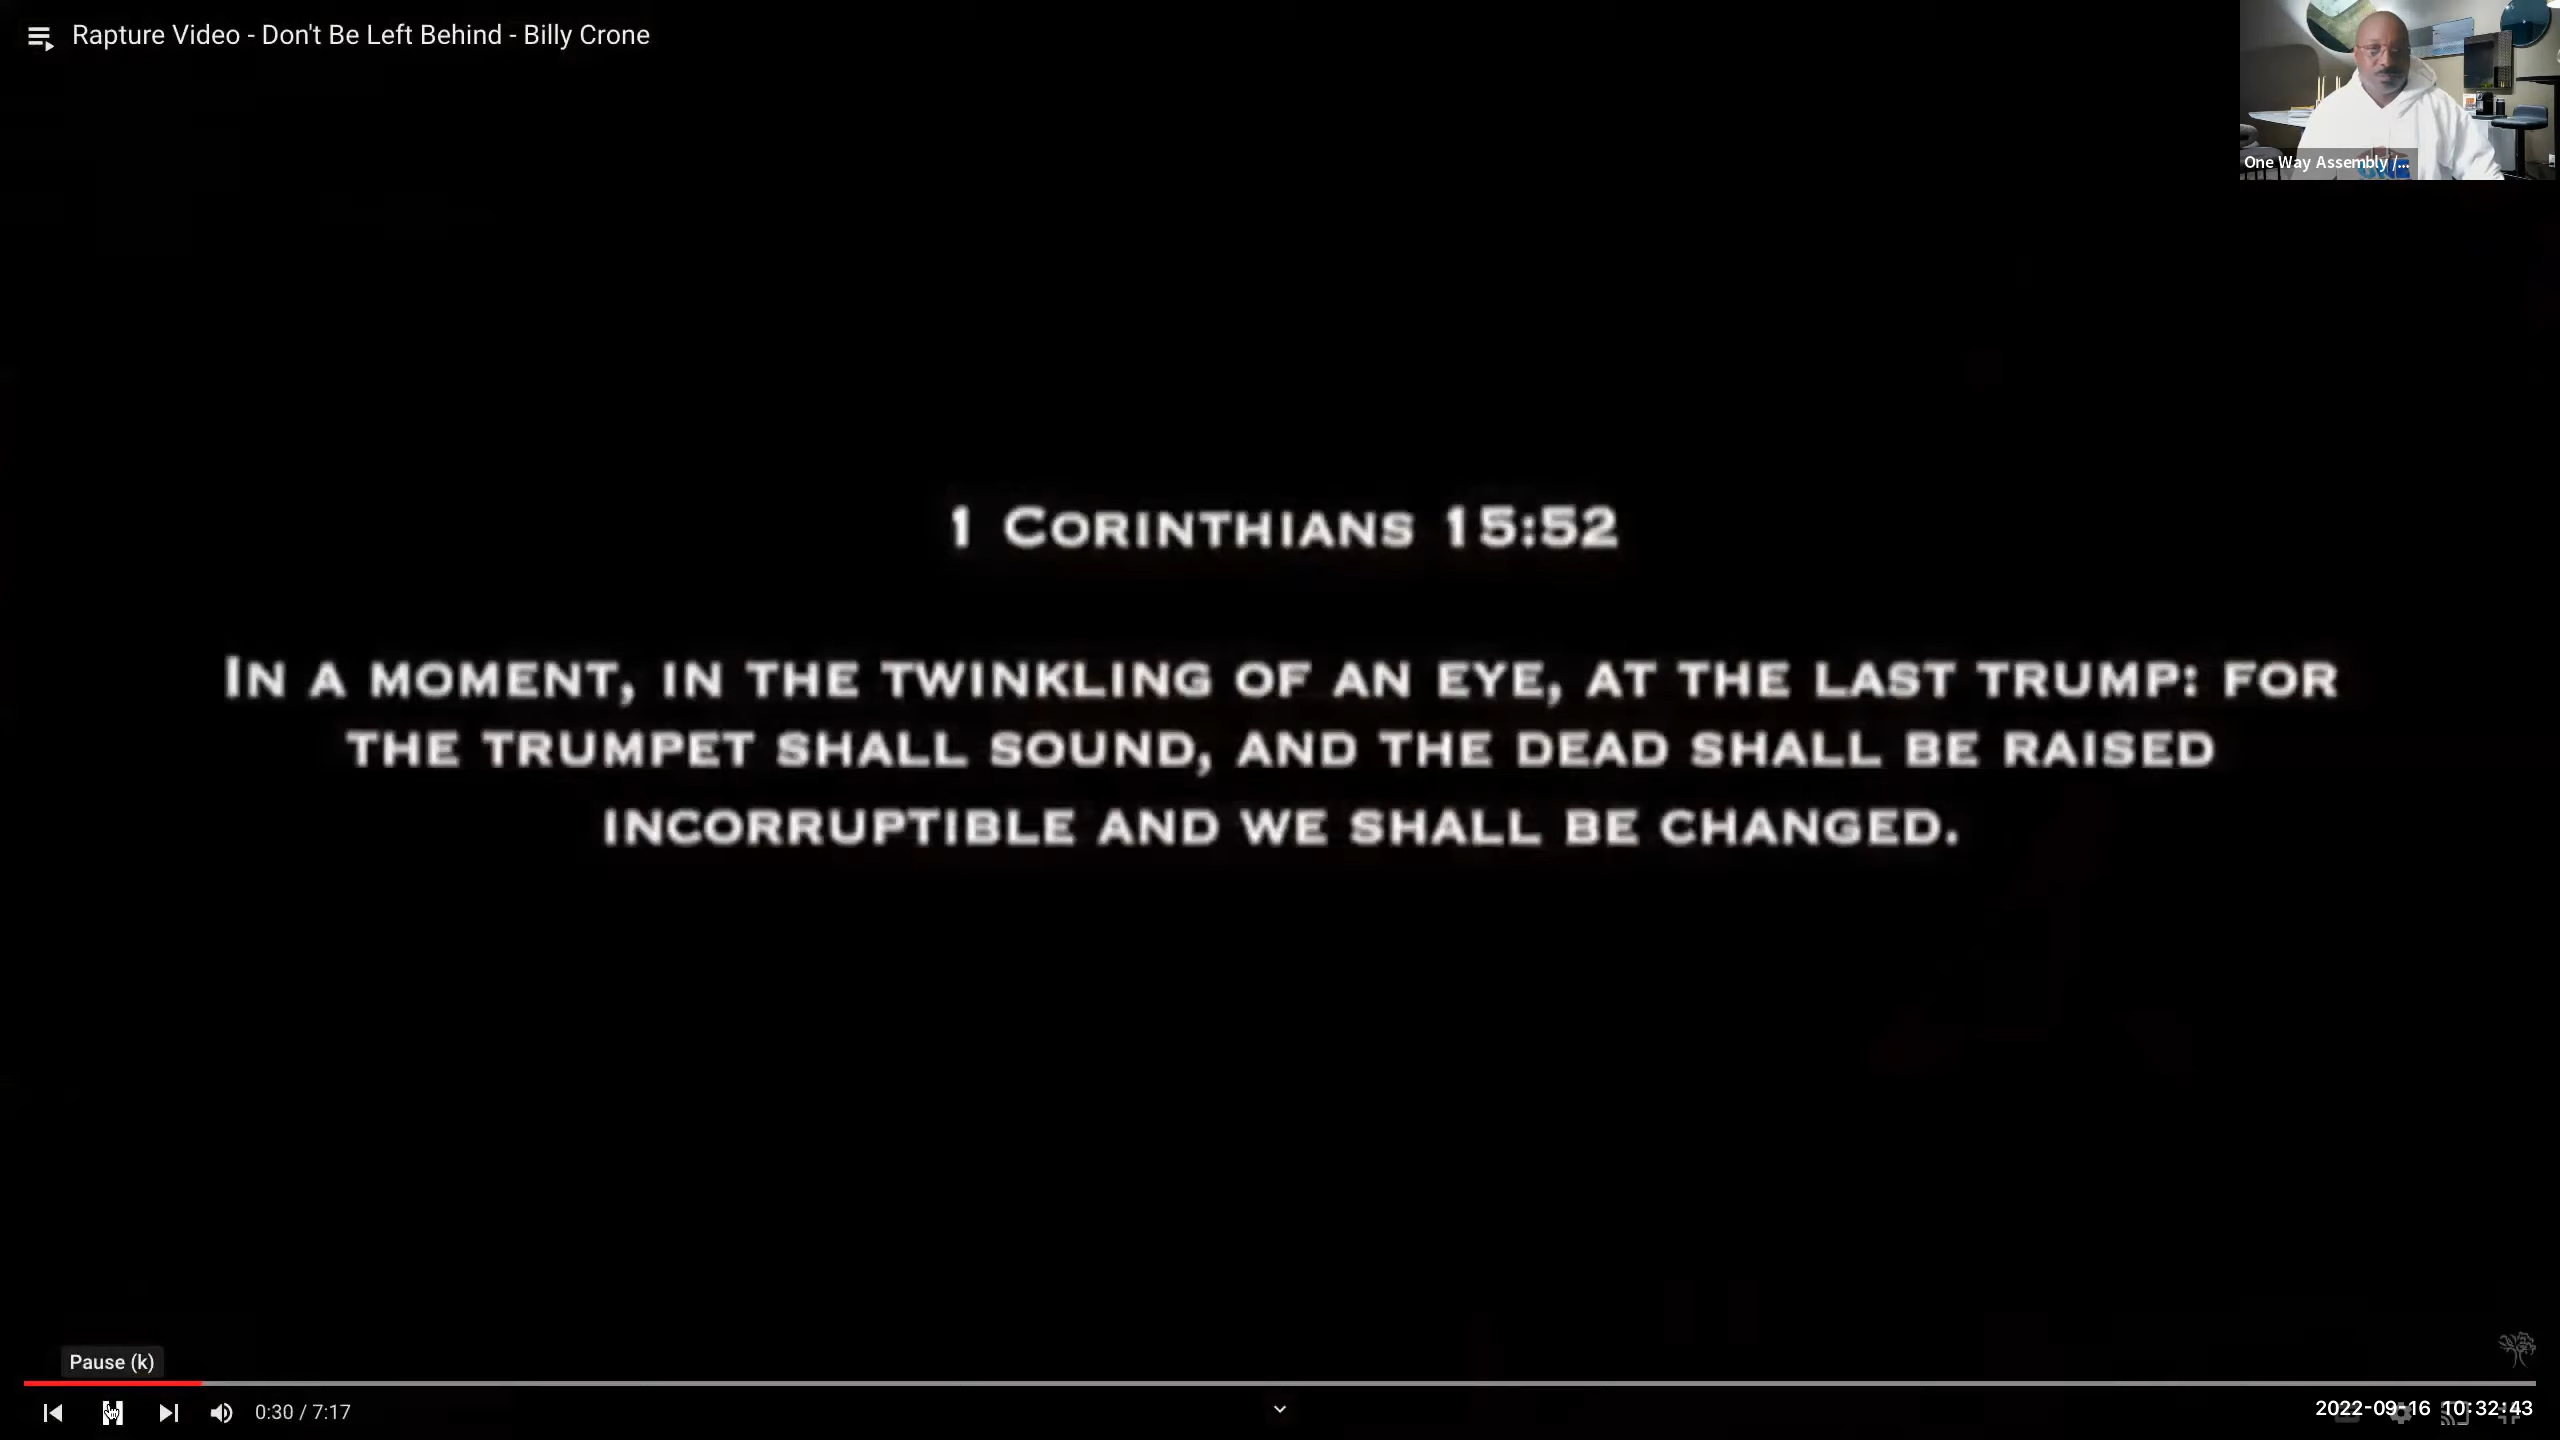 Rapture Video - Don't Be Left Behind - Billy Crone
One Way Assembly /...
1 CORINTHIANS 15:52
IN A MOMENT, IN THE TWINKLING OF AN EYE, AT THE LAST TRUMP: FOR
THE TRUMPET SHALL SOUND, AND THE DEAD SHALL BE RAISED
INCORRUPTIBLE AND WE SHALL BE CHANGED.
Pause (k)
0:30 / 7:17
2022-09-16 10:32:43